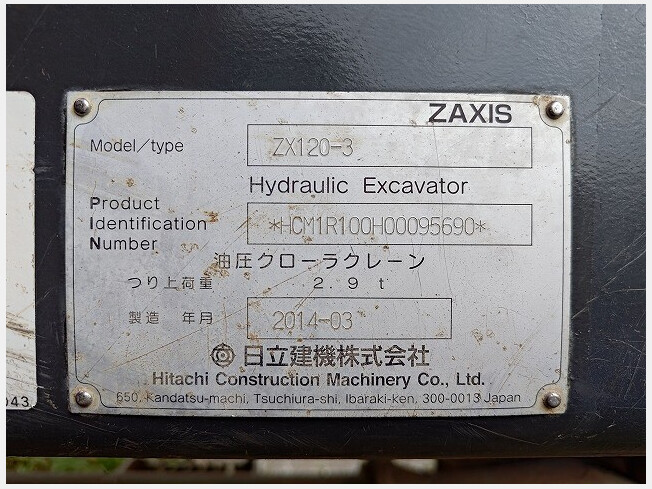 ZAXIS
Model/type ZX120-3
Hydraulic Excavator
Product
Identification
Number
*HCM1R100H00095690*
油圧クローラクレーン
つり上荷重 2.9 t
製造 年月 2014-03
日立建機株式会社
Hitachi Construction Machinery Co., Ltd.
650, Kandatsu-machi, Tsuchiura-shi, Ibaraki-ken, 300-0013 Japan
043